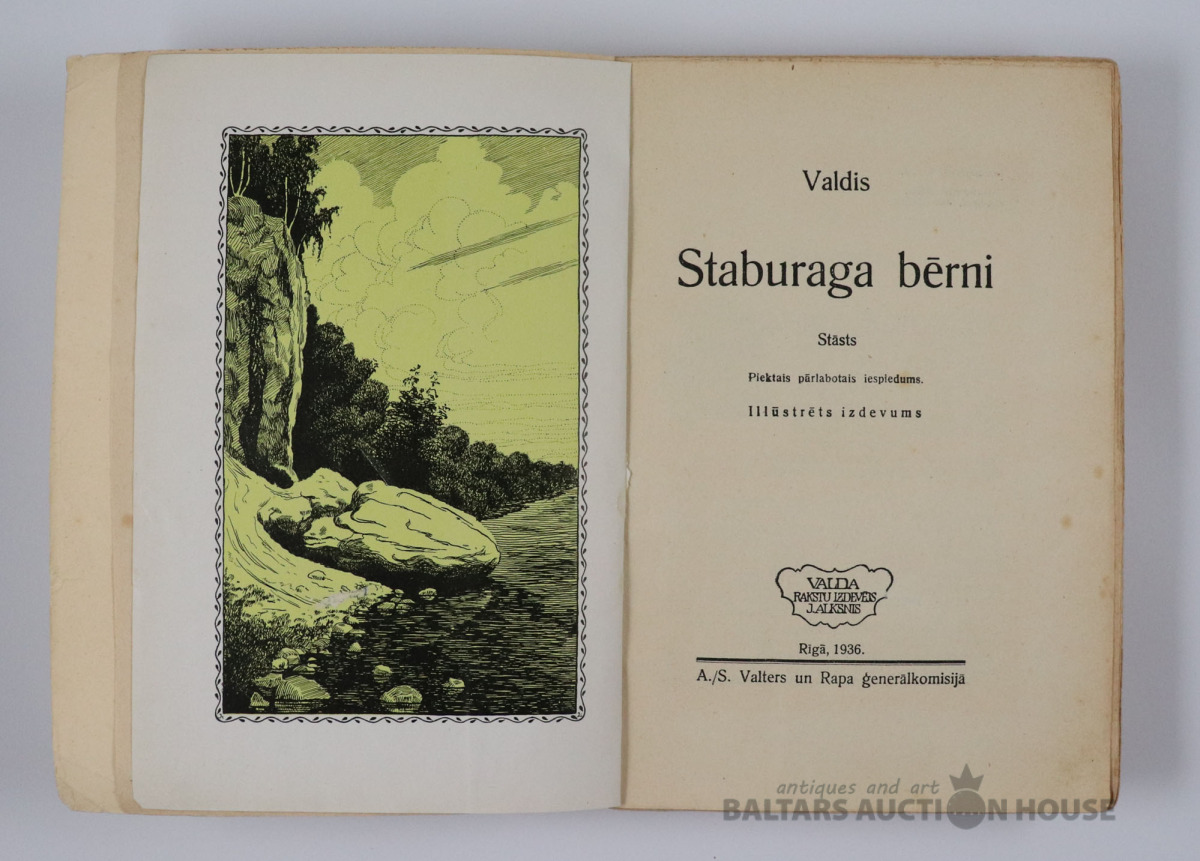 Valdis
Staburaga bērni
Stāsts
Piektais pārlabotais iespiedums.
Illūstrēts izdevums
VALDA
RAKSTU IZDEVĒJS
J. ALKSNIS
Rīgā, 1936.
A./S. Valters un Rapa ģenerālkomisijā
antiques and art
BALTARS AUCTION HOUSE